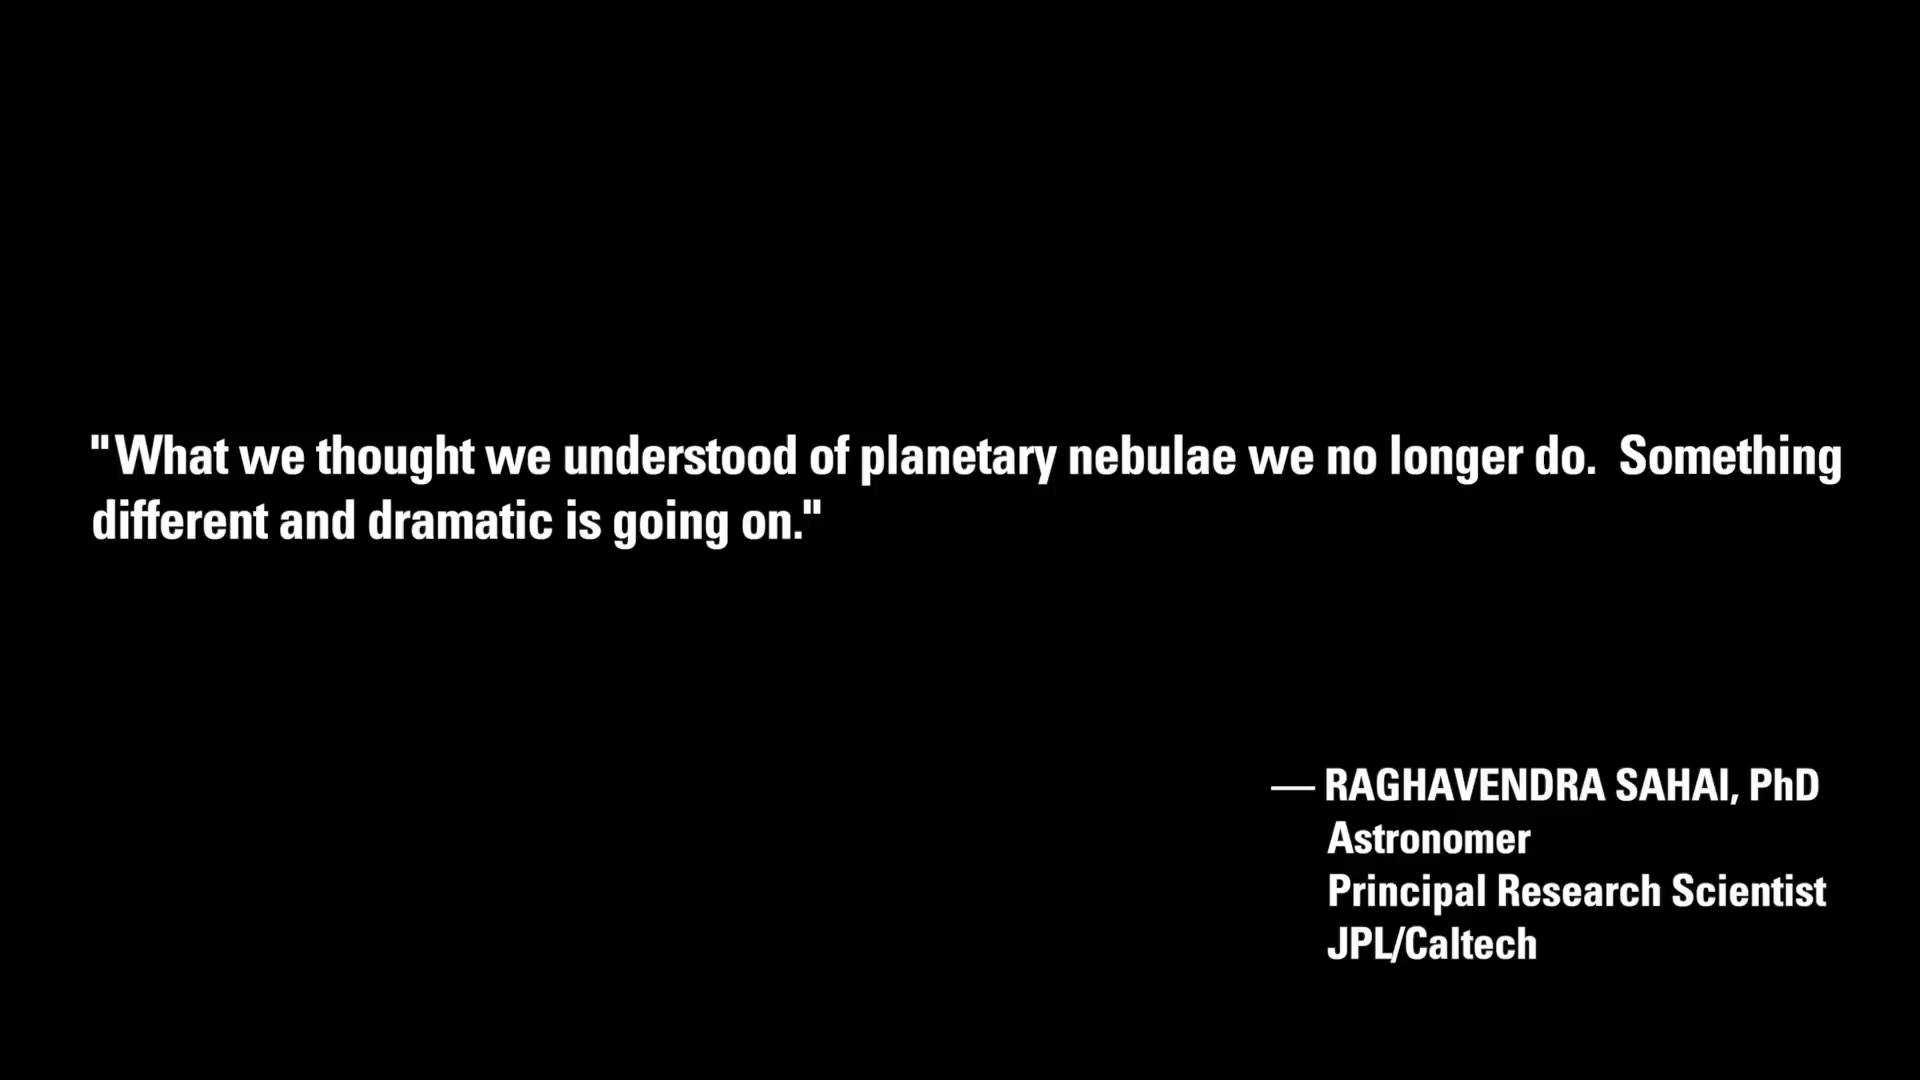 "What we thought we understood of planetary nebulae we no longer do.  Something
different and dramatic is going on."
— RAGHAVENDRA SAHAI, PhD
Astronomer
Principal Research Scientist
JPL/Caltech